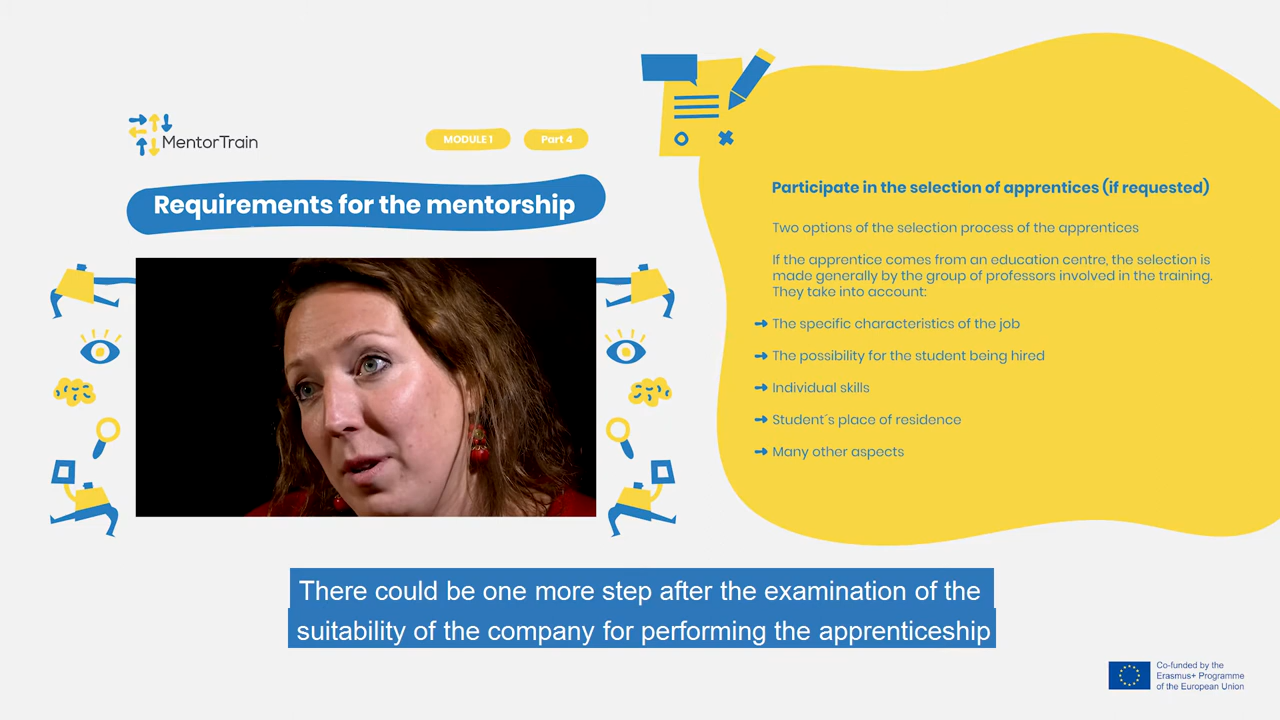 MentorTrain
MODULE 1
Part 4
Requirements for the mentorship
Participate in the selection of apprentices (if requested)
Two options of the selection process of the apprentices
If the apprentice comes from an education centre, the selection is
made generally by the group of professors involved in the training.
They take into account:
The specific characteristics of the job
The possibility for the student being hired
Individual skills
Student´s place of residence
Many other aspects
There could be one more step after the examination of the
suitability of the company for performing the apprenticeship
Co-funded by the
Erasmus+ Programme
of the European Union